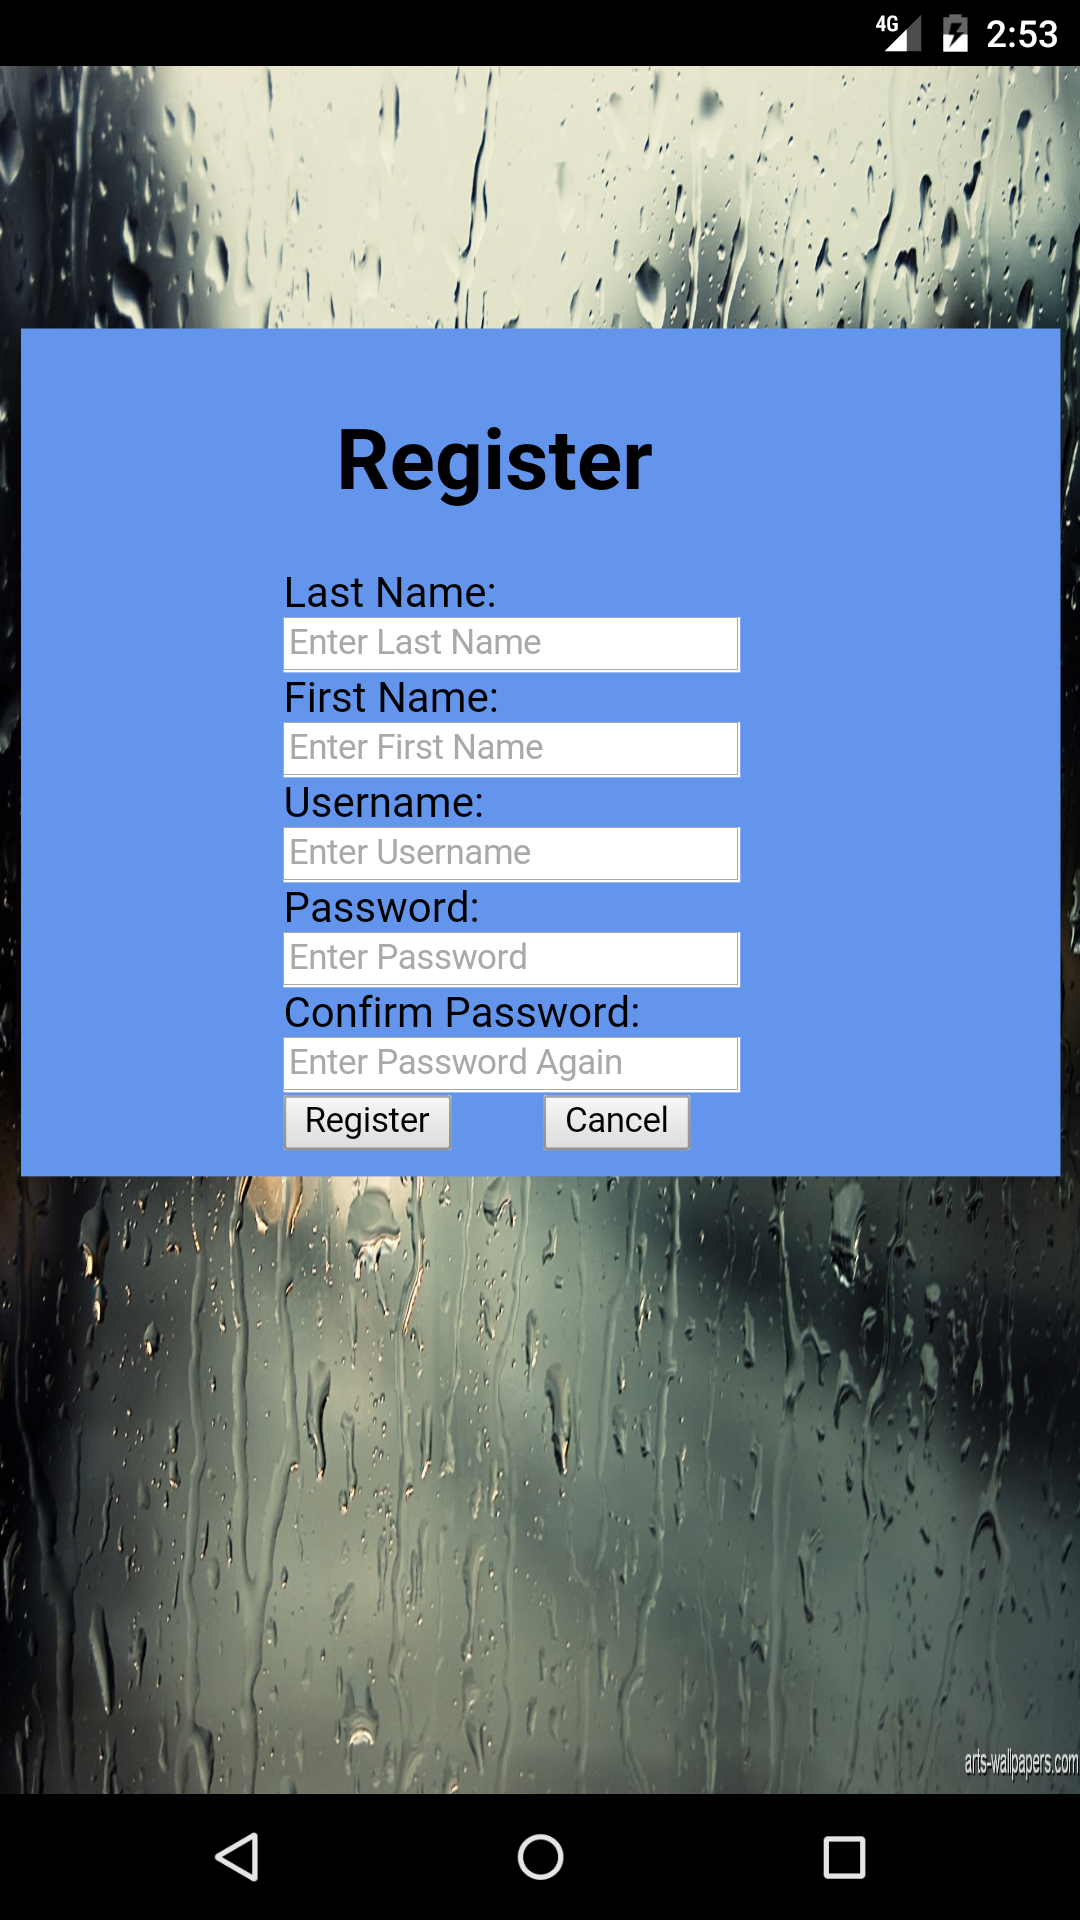 4G 2:53
Register
Last Name:
Enter Last Name
First Name:
Enter First Name
Username:
Enter Username
Password:
Enter Password
Confirm Password:
Enter Password Again
Register Cancel
arts-wallpapers.com